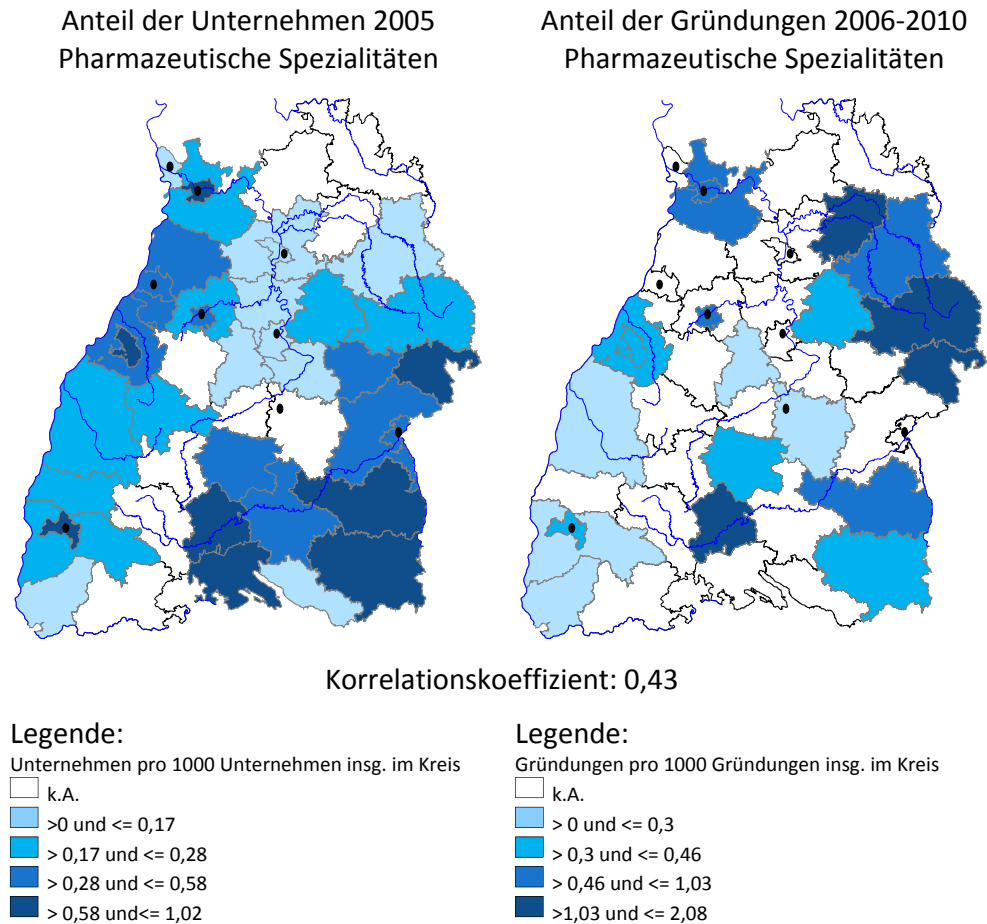 Anteil der Unternehmen 2005
Pharmazeutische Spezialitäten
Anteil der Gründungen 2006-2010
Pharmazeutische Spezialitäten
Korrelationskoeffizient: 0,43
Legende:
Unternehmen pro 1000 Unternehmen insg. im Kreis
k.A.
>0 und <= 0,17
> 0,17 und <= 0,28
> 0,28 und <= 0,58
> 0,58 und<= 1,02
Legende:
Gründungen pro 1000 Gründungen insg. im Kreis
k.A.
> 0 und <= 0,3
> 0,3 und <= 0,46
> 0,46 und <= 1,03
>1,03 und <= 2,08